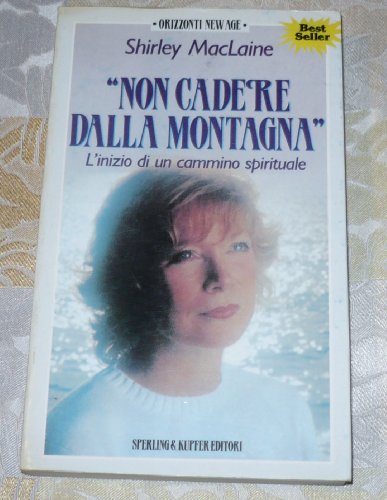 • ORIZZONTI NEW AGE •
Best
Seller
Shirley MacLaine
"NON CADERE
DALLA MONTAGNA"
L'inizio di un cammino spirituale
SPERLING & KUPFER EDITORI